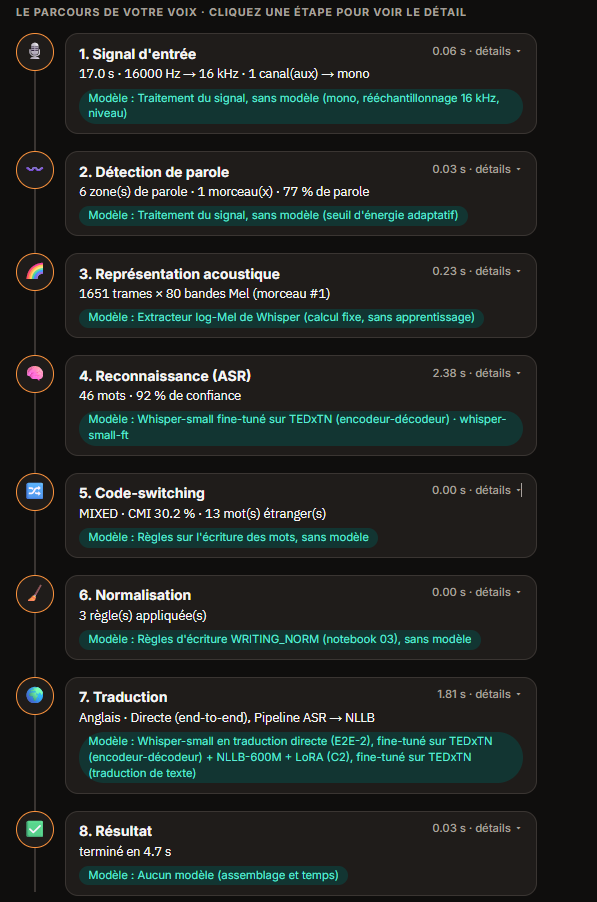 LE PARCOURS DE VOTRE VOIX · CLIQUEZ UNE ÉTAPE POUR VOIR LE DÉTAIL
1. Signal d'entrée
0.06 s · détails
17.0 s · 16000 Hz → 16 kHz · 1 canal(aux) → mono
Modèle : Traitement du signal, sans modèle (mono, rééchantillonnage 16 kHz,
niveau)
2. Détection de parole
0.03 s · détails
6 zone(s) de parole · 1 morceau(x) · 77 % de parole
Modèle : Traitement du signal, sans modèle (seuil d'énergie adaptatif)
3. Représentation acoustique
0.23 s · détails
1651 trames × 80 bandes Mel (morceau #1)
Modèle : Extracteur log-Mel de Whisper (calcul fixe, sans apprentissage)
4. Reconnaissance (ASR)
2.38 s · détails
46 mots · 92 % de confiance
Modèle : Whisper-small fine-tuné sur TEDxTN (encodeur-décodeur) · whisper-
small-ft
5. Code-switching
0.00 s · détails
MIXED · CMI 30.2 % · 13 mot(s) étranger(s)
Modèle : Règles sur l'écriture des mots, sans modèle
6. Normalisation
0.00 s · détails
3 règle(s) appliquée(s)
Modèle : Règles d'écriture WRITING_NORM (notebook 03), sans modèle
7. Traduction
1.81 s · détails
Anglais · Directe (end-to-end), Pipeline ASR → NLLB
Modèle : Whisper-small en traduction directe (E2E-2), fine-tuné sur TEDxTN
(encodeur-décodeur) + NLLB-600M + LoRA (C2), fine-tuné sur TEDxTN
(traduction de texte)
8. Résultat
0.03 s · détails
terminé en 4.7 s
Modèle : Aucun modèle (assemblage et temps)